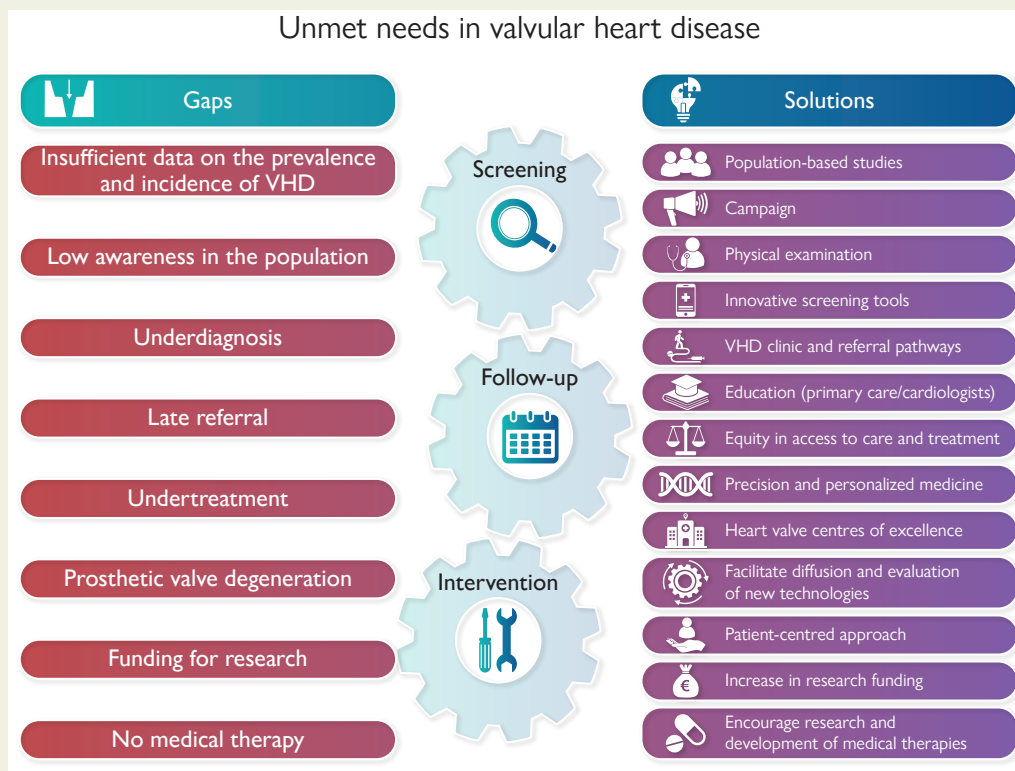 Unmet needs in valvular heart disease
Gaps
Insufficient data on the prevalence
and incidence of VHD
Low awareness in the population
Underdiagnosis
Late referral
Undertreatment
Prosthetic valve degeneration
Funding for research
No medical therapy
Screening
Follow-up
Intervention
Solutions
Population-based studies
Campaign
Physical examination
Innovative screening tools
VHD clinic and referral pathways
Education (primary care/cardiologists)
Equity in access to care and treatment
Precision and personalized medicine
Heart valve centres of excellence
Facilitate diffusion and evaluation
of new technologies
Patient-centred approach
€
Increase in research funding
Encourage research and
development of medical therapies